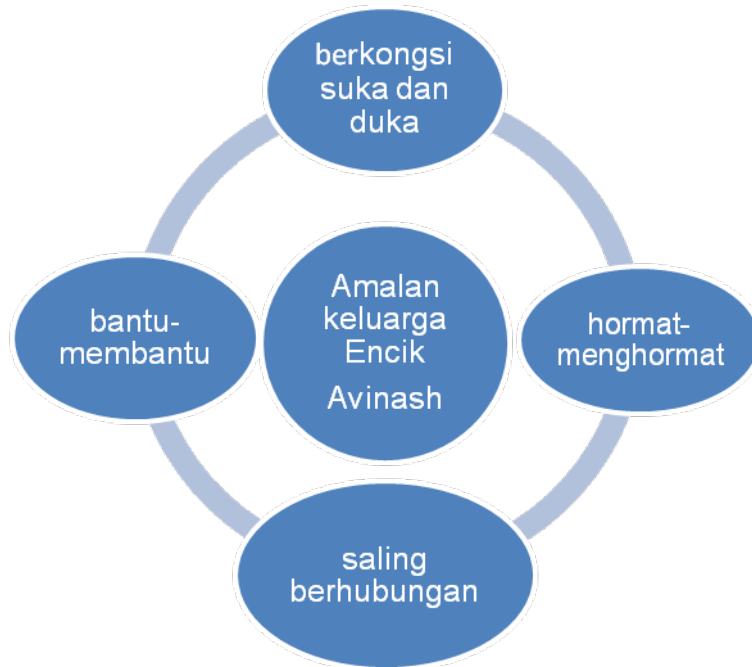 berkongsi
suka dan
duka
Amalan
keluarga
Encik
Avinash
bantu-
membantu
hormat-
menghormat
saling
berhubungan